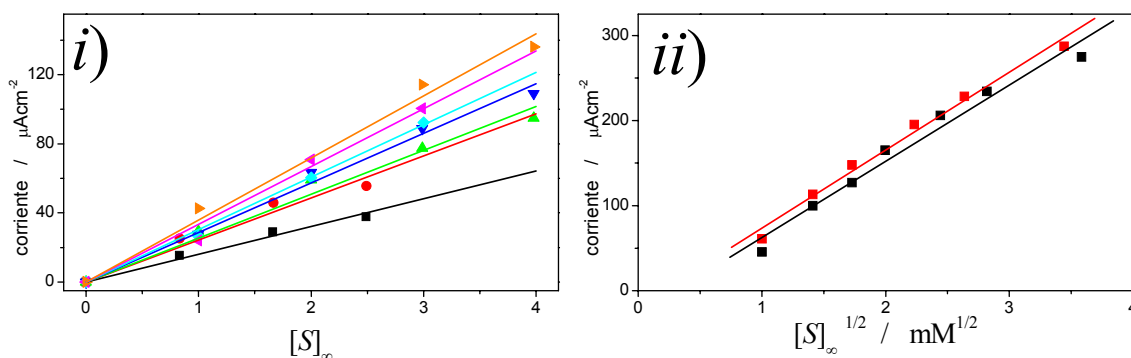 i)
corriente / µAcm⁻²
120
80
40
0
0 1 2 3 4
[S]∞
ii)
corriente / µAcm⁻²
300
200
100
0
0 1 2 3 4
[S]∞ 1/2 / mM1/2